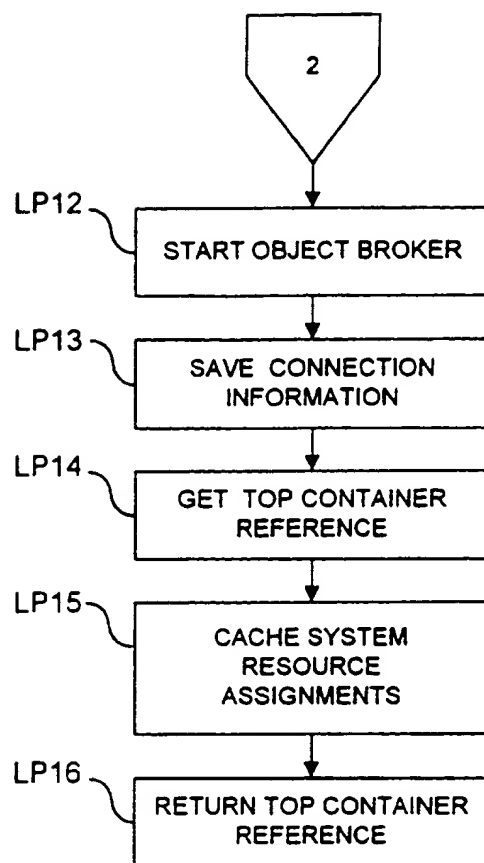 2
LP12
START OBJECT BROKER
LP13
SAVE CONNECTION
INFORMATION
LP14
GET TOP CONTAINER
REFERENCE
LP15
CACHE SYSTEM
RESOURCE
ASSIGNMENTS
LP16
RETURN TOP CONTAINER
REFERENCE